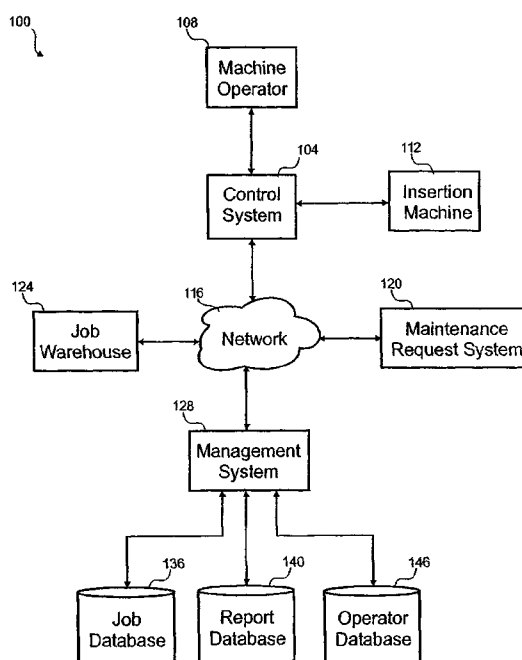 100
108
Machine
Operator
104
112
Control
System
Insertion
Machine
124
116
120
Job
Warehouse
Network
Maintenance
Request System
128
Management
System
136
140
146
Job
Database
Report
Database
Operator
Database